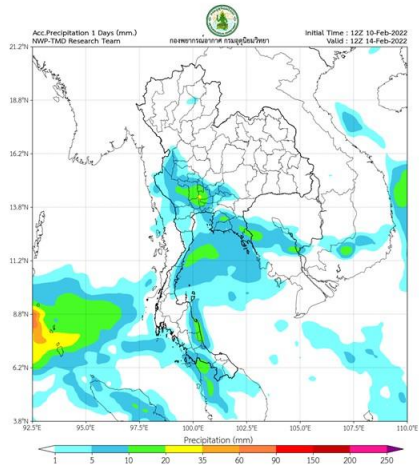 Acc.Precipitation 1 Days (mm.)
NWP-TMD Research Team
กองพยากรณ์อากาศ กรมอุตุนิยมวิทยา
Initial Time : 12Z 10-Feb-2022
Valid : 12Z 14-Feb-2022
21.2°N
18.8°N
16.2°N
13.8°N
11.2°N
8.8°N
6.2°N
3.8°N
92.5°E 95.0°E 97.5°E 100.0°E 102.5°E 105.0°E 107.5°E 110.0°E
Precipitation (mm)
1 5 10 20 35 60 90 150 200 250